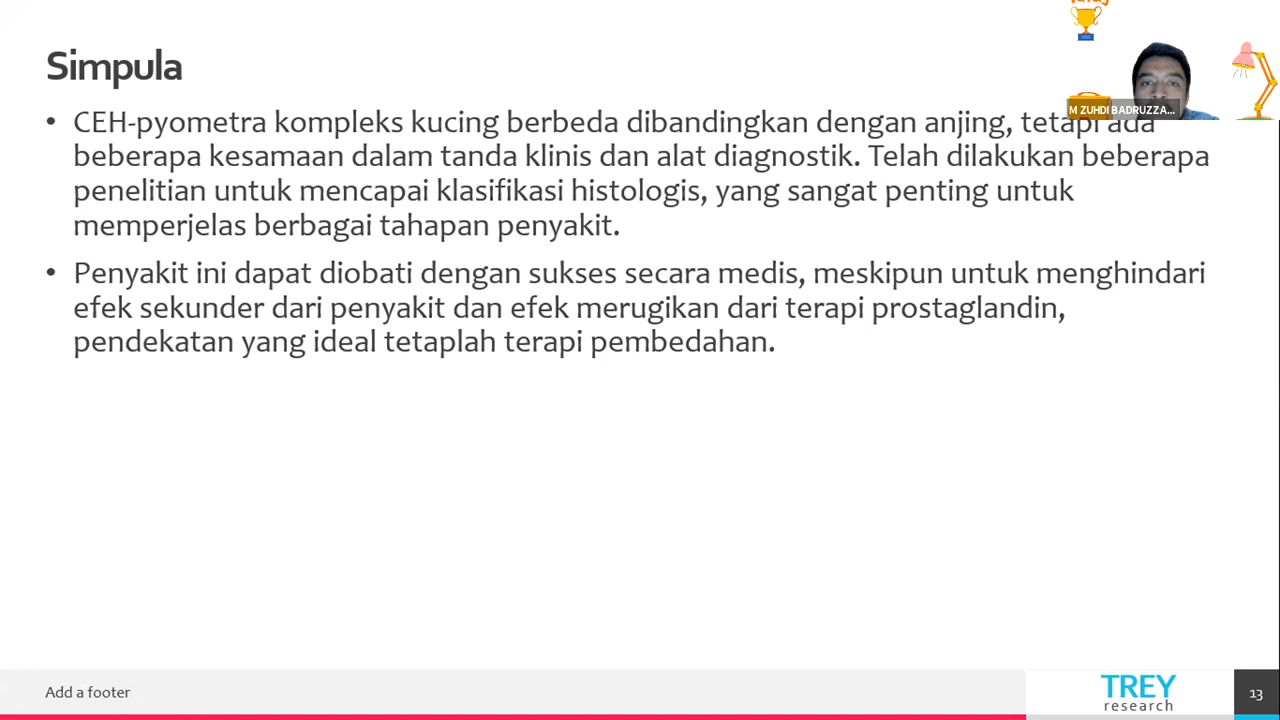 Simpula
• CEH-pyometra kompleks kucing berbeda dibandingkan dengan anjing, tetapi ada
beberapa kesamaan dalam tanda klinis dan alat diagnostik. Telah dilakukan beberapa
penelitian untuk mencapai klasifikasi histologis, yang sangat penting untuk
memperjelas berbagai tahapan penyakit.
• Penyakit ini dapat diobati dengan sukses secara medis, meskipun untuk menghindari
efek sekunder dari penyakit dan efek merugikan dari terapi prostaglandin,
pendekatan yang ideal tetaplah terapi pembedahan.
M ZUHDI BADRUZZA...
Add a footer
TREY
research
13